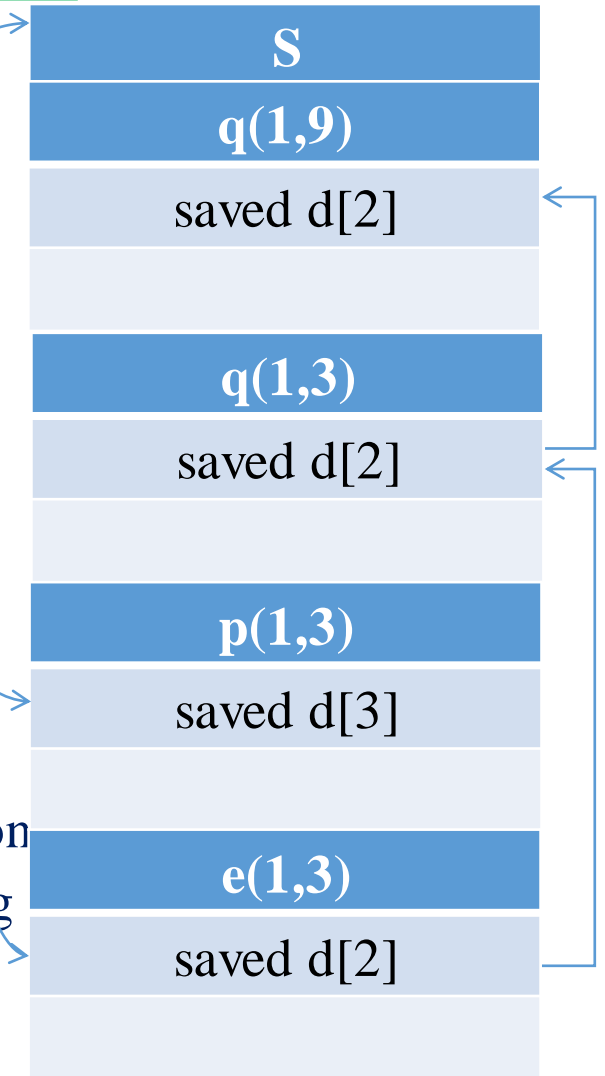 S
q(1,9)
saved d[2]
q(1,3)
saved d[2]
p(1,3)
saved d[3]
e(1,3)
saved d[2]